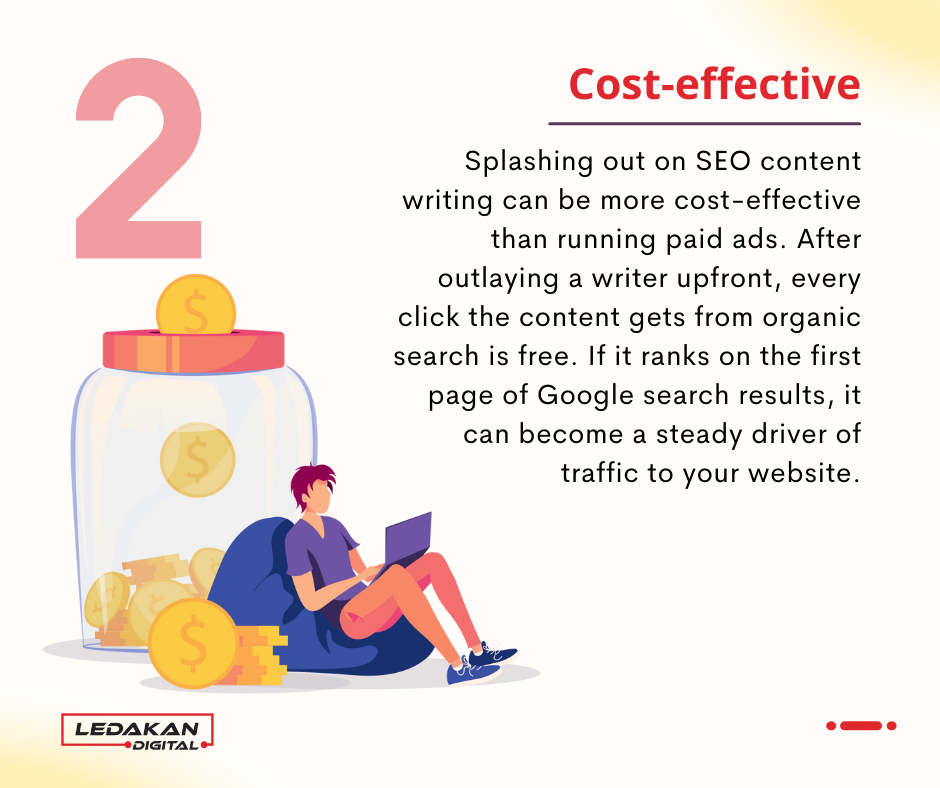 2
Cost-effective
Splashing out on SEO content
writing can be more cost-effective
than running paid ads. After
outlaying a writer upfront, every
click the content gets from organic
search is free. If it ranks on the first
page of Google search results, it
can become a steady driver of
traffic to your website.
$
$
$
LEDAKAN
DIGITAL